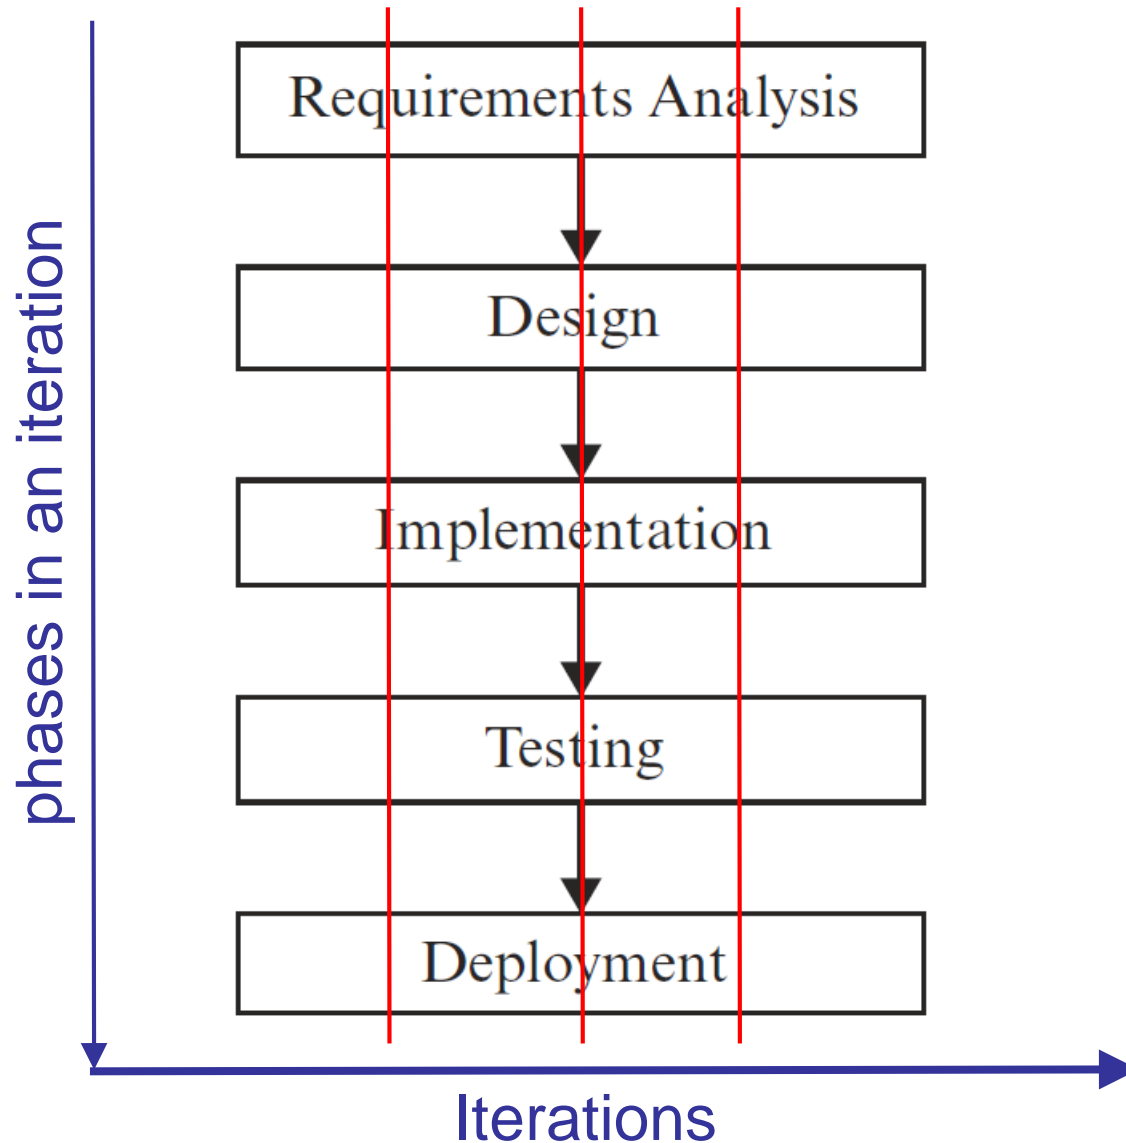 Requirements Analysis
Design
Implementation
Testing
Deployment
phases in an iteration
Iterations